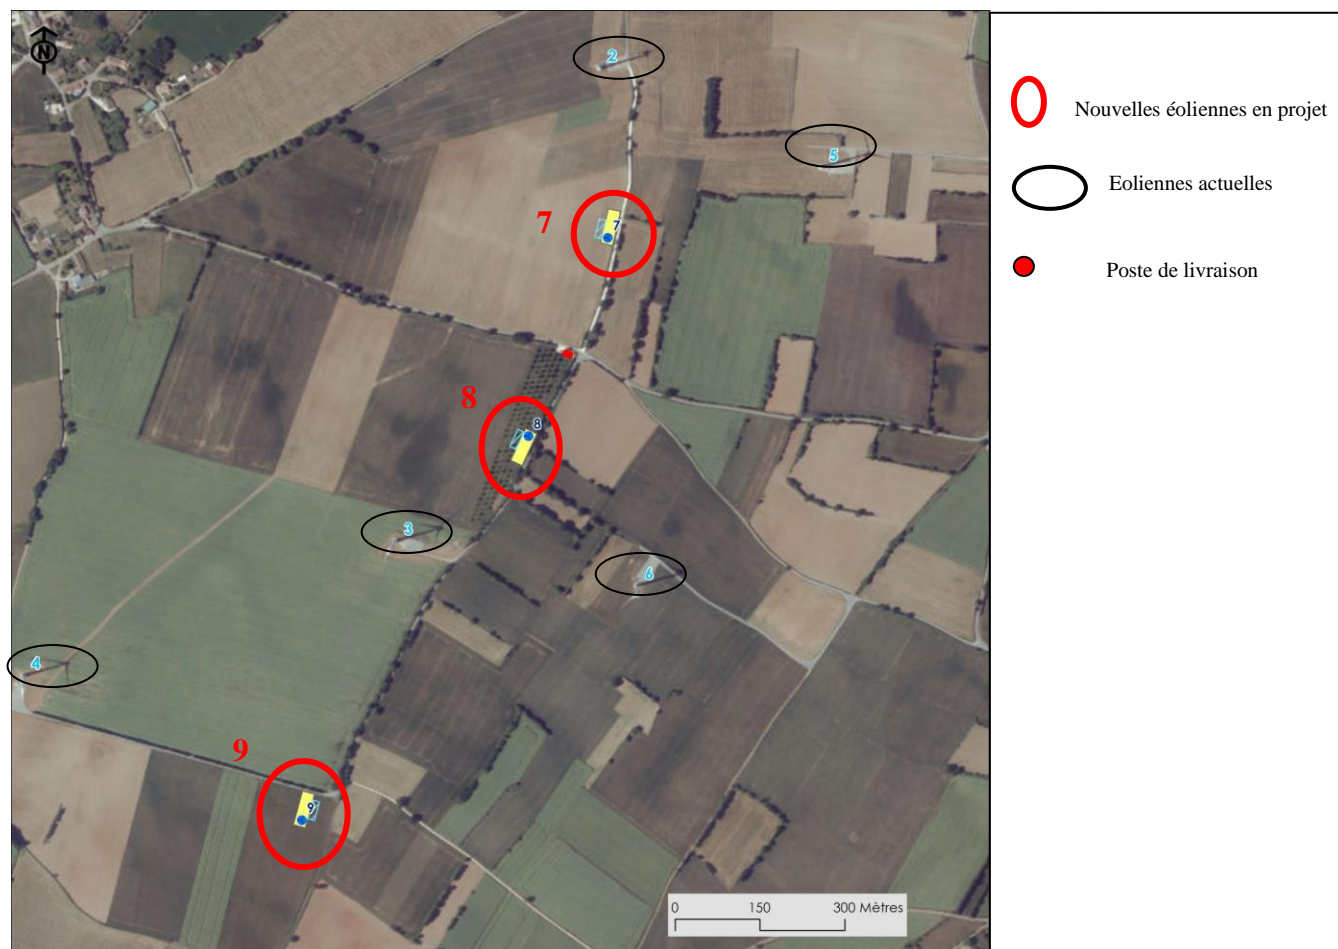 N
2
5
7
7
8
8
3
6
4
9
9
0 150 300 Mètres
Nouvelles éoliennes en projet
Eoliennes actuelles
Poste de livraison